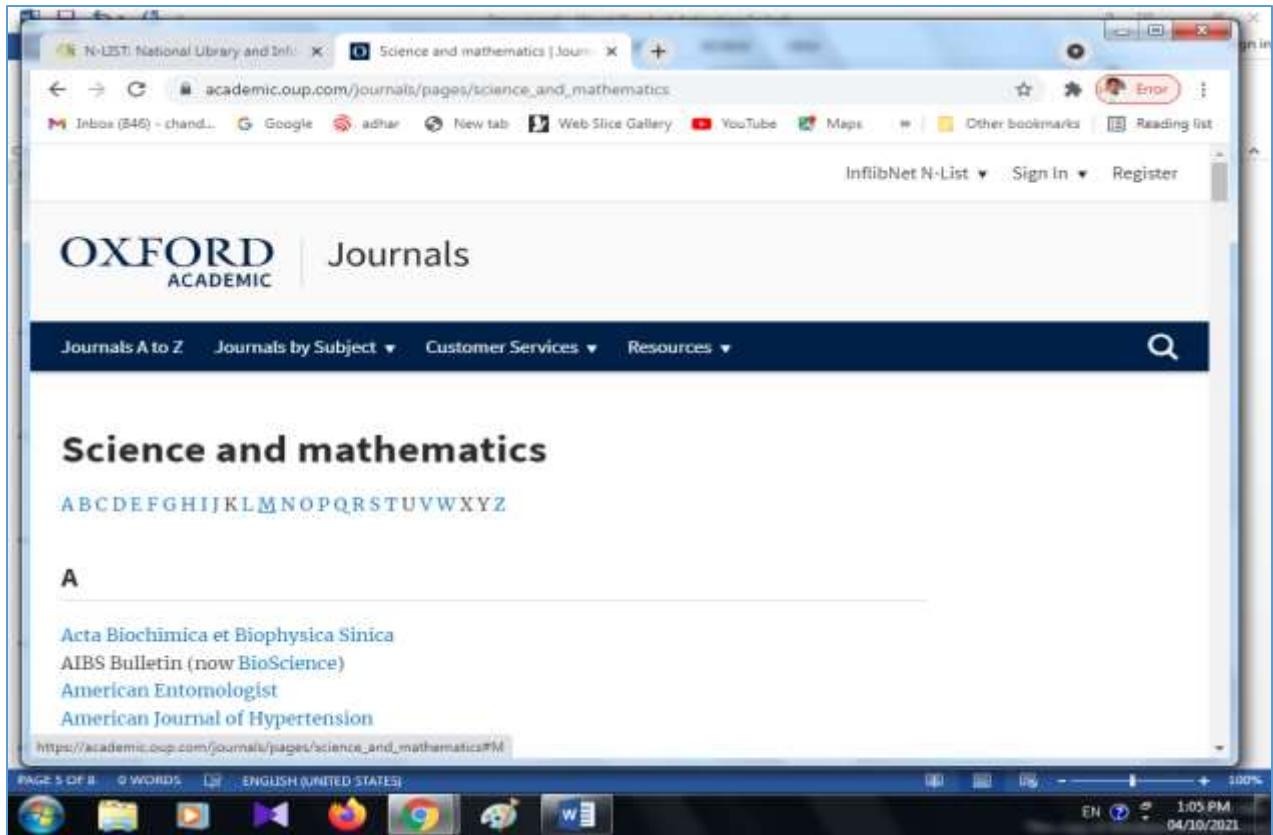 N-LIST: National Library and Inf
Science and mathematics | Journ
gn in
academic.oup.com/journals/pages/science_and_mathematics
Error
Inbox (846) - chand... Google adhar New tab Web Slice Gallery YouTube Maps » Other bookmarks Reading list
InflibNet N-List ▾ Sign In ▾ Register
OXFORD
ACADEMIC
Journals
Journals A to Z Journals by Subject ▾ Customer Services ▾ Resources ▾
Science and mathematics
A B C D E F G H I J K L M N O P Q R S T U V W X Y Z
A
Acta Biochimica et Biophysica Sinica
AIBS Bulletin (now BioScience)
American Entomologist
American Journal of Hypertension
https://academic.oup.com/journals/pages/science_and_mathematics#M
PAGE 5 OF 8 0 WORDS ENGLISH (UNITED STATES) 100%
EN 1:05 PM
04/10/2021